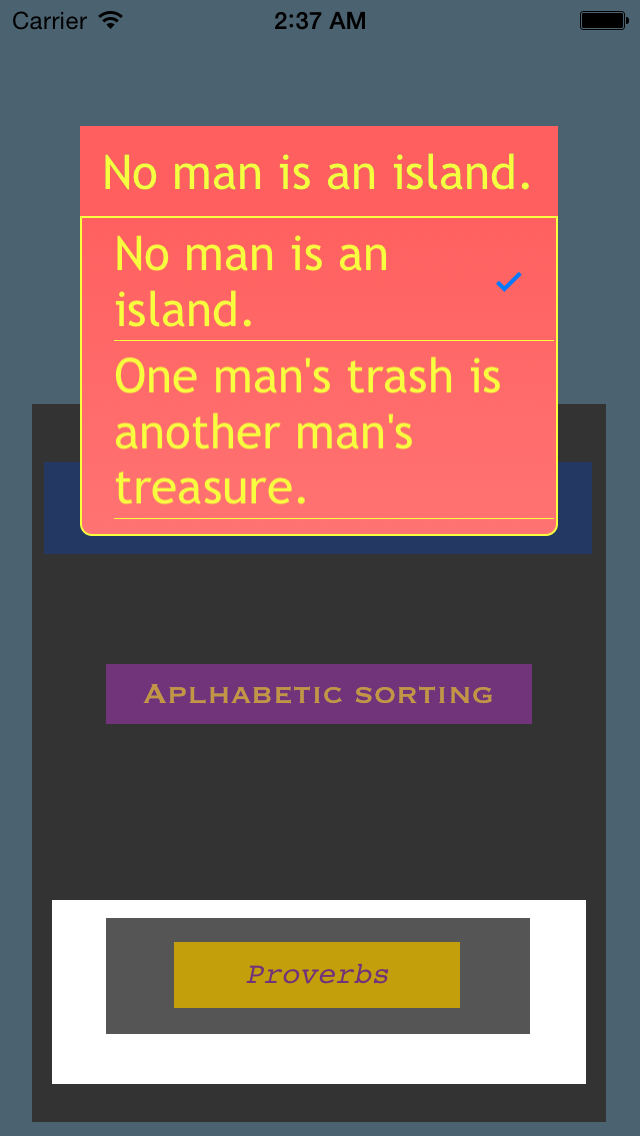 Carrier 2:37 AM
No man is an island.
No man is an
island.
One man's trash is
another man's
treasure.
Aplhabetic sorting
Proverbs